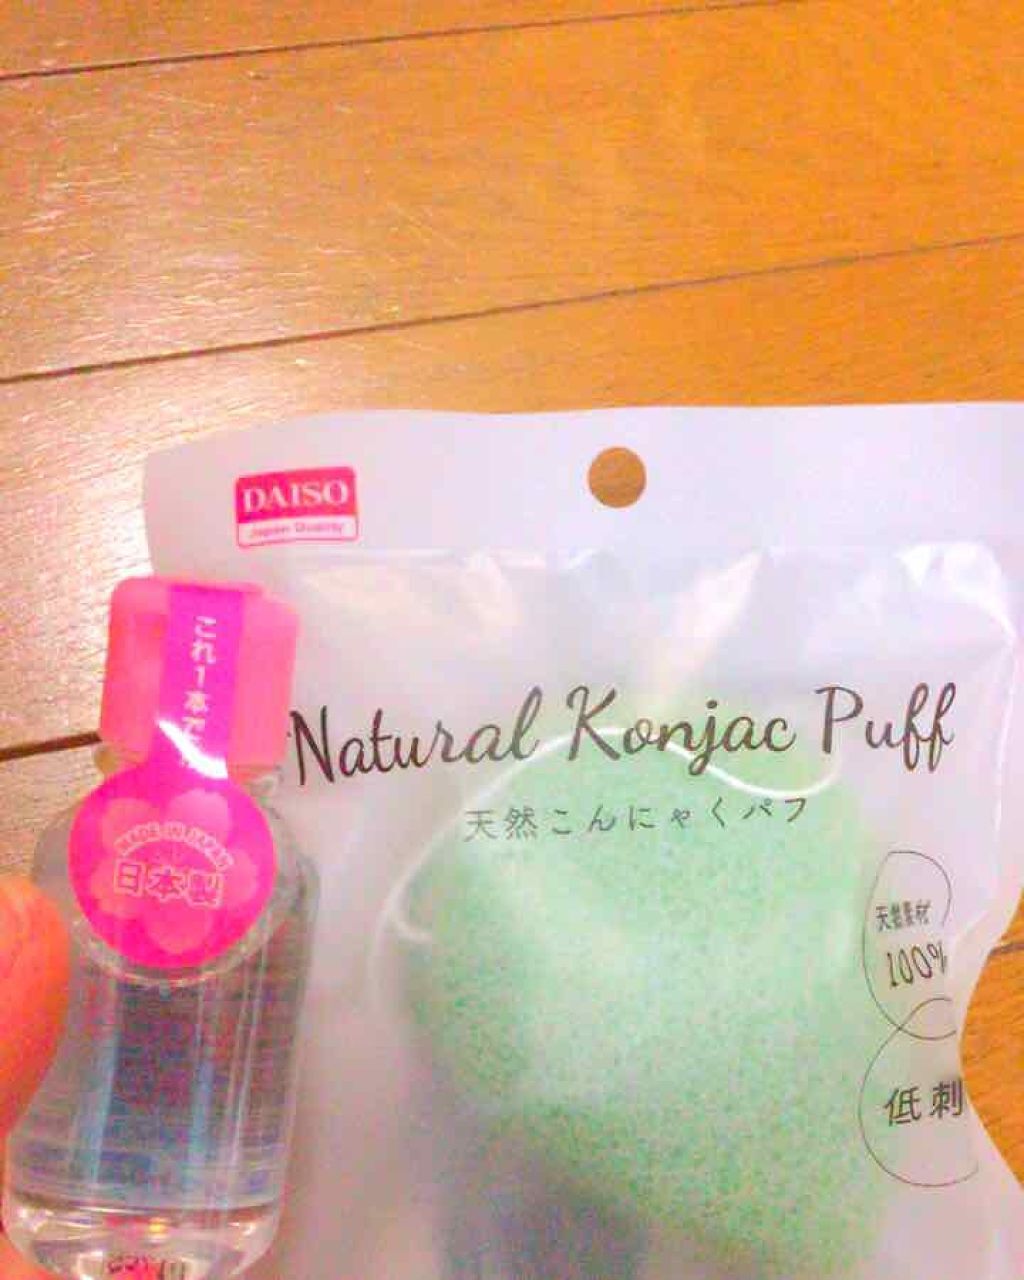 DAISO
Japan Quality
Natural Konjac Puff
天然こんにゃくパフ
天然素材
100%
低刺
これ1本で
MADE IN JAPAN
日本製